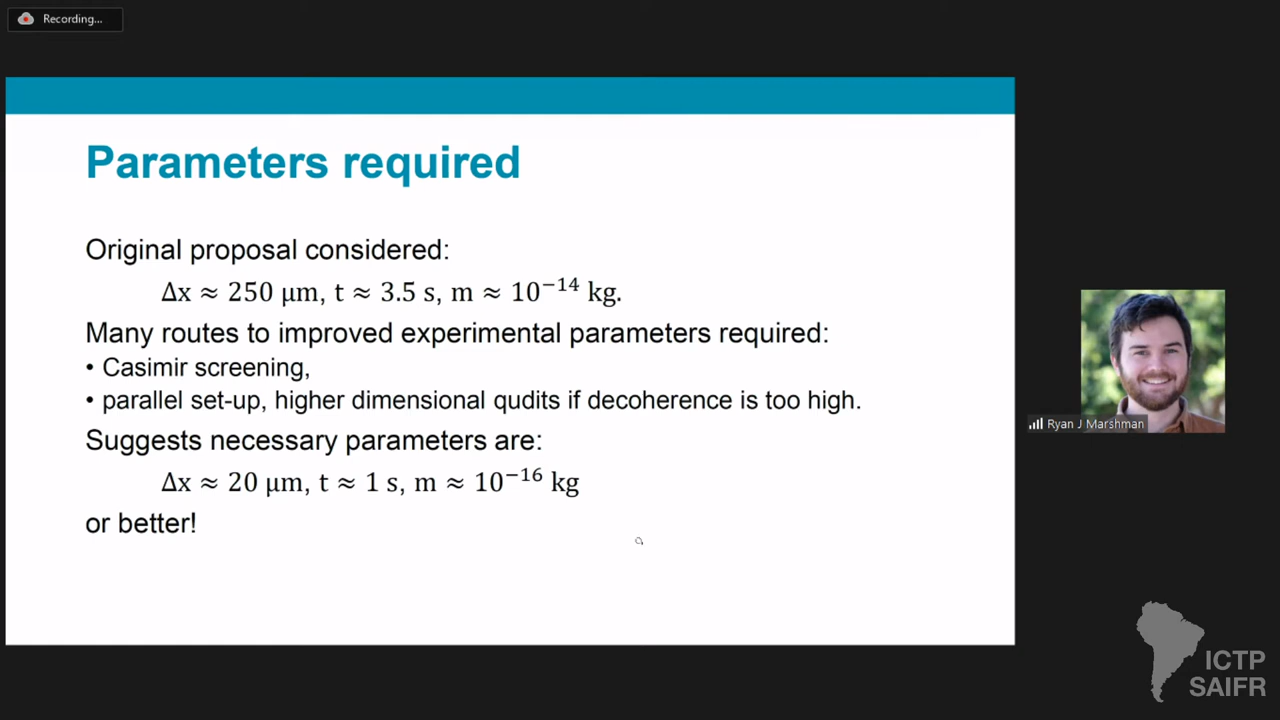 Recording...
Parameters required
Original proposal considered:
Δx ≈ 250 μm, t ≈ 3.5 s, m ≈ 10⁻¹⁴ kg.
Many routes to improved experimental parameters required:
• Casimir screening,
• parallel set-up, higher dimensional qudits if decoherence is too high.
Suggests necessary parameters are:
Δx ≈ 20 μm, t ≈ 1 s, m ≈ 10⁻¹⁶ kg
or better!
Ryan J Marshman
ICTP
SAIFR